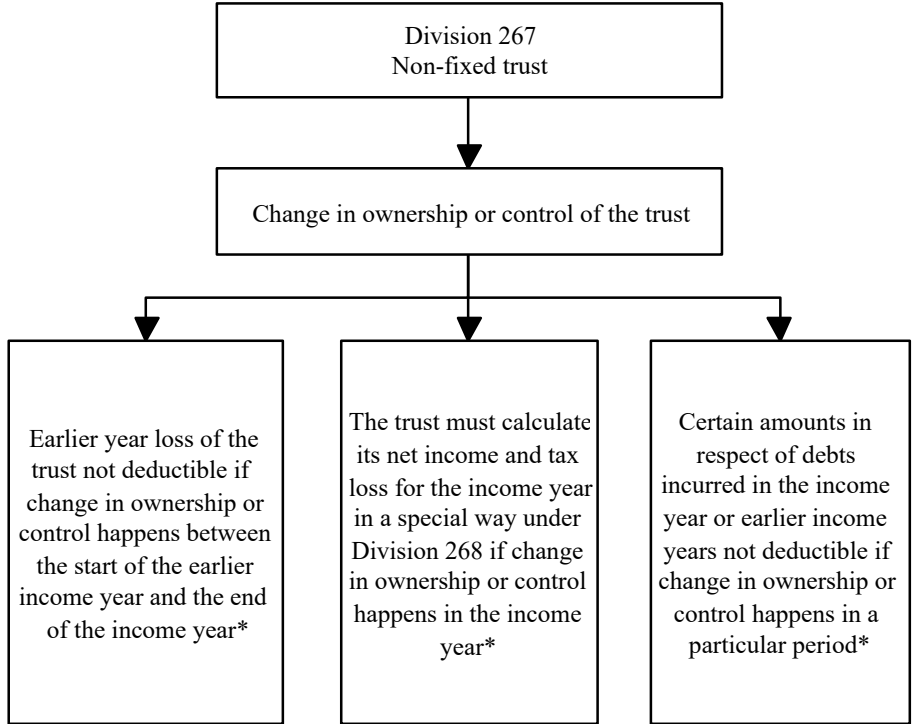 Division 267
Non-fixed trust
Change in ownership or control of the trust
Earlier year loss of the
trust not deductible if
change in ownership or
control happens between
the start of the earlier
income year and the end
of the income year*
The trust must calculate
its net income and tax
loss for the income year
in a special way under
Division 268 if change
in ownership or control
happens in the income
year*
Certain amounts in
respect of debts
incurred in the income
year or earlier income
years not deductible if
change in ownership or
control happens in a
particular period*